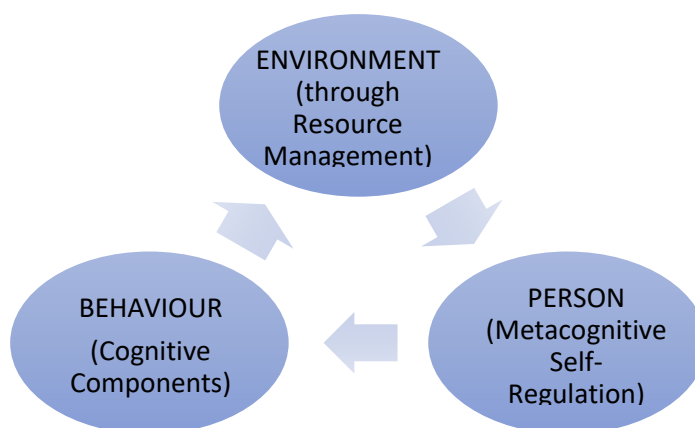 ENVIRONMENT
(through
Resource
Management)
BEHAVIOUR
(Cognitive
Components)
PERSON
(Metacognitive
Self-
Regulation)